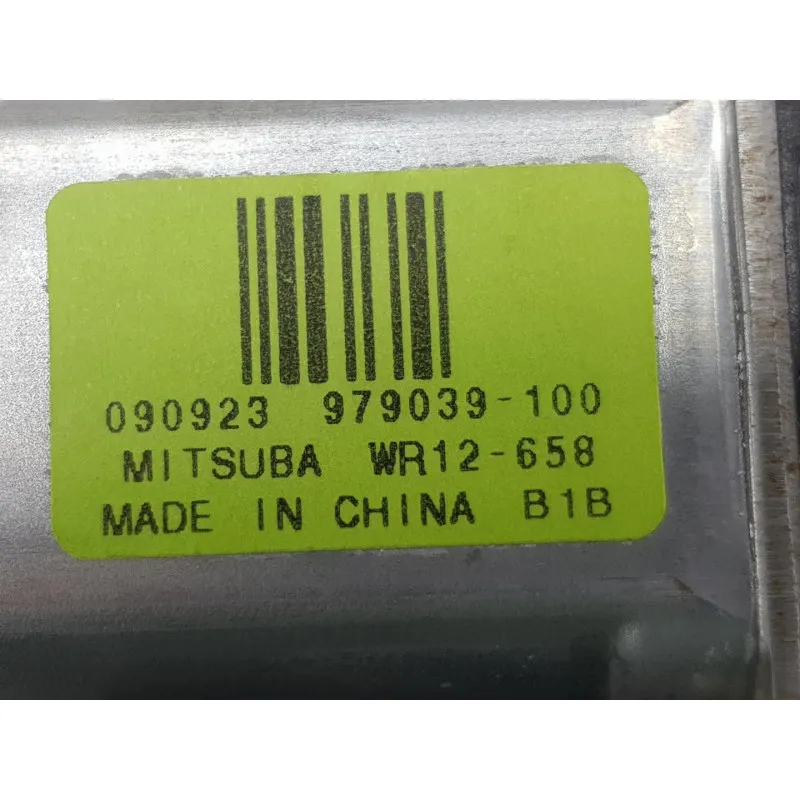 090923 979039-100
MITSUBA WR12-658
MADE IN CHINA B1B